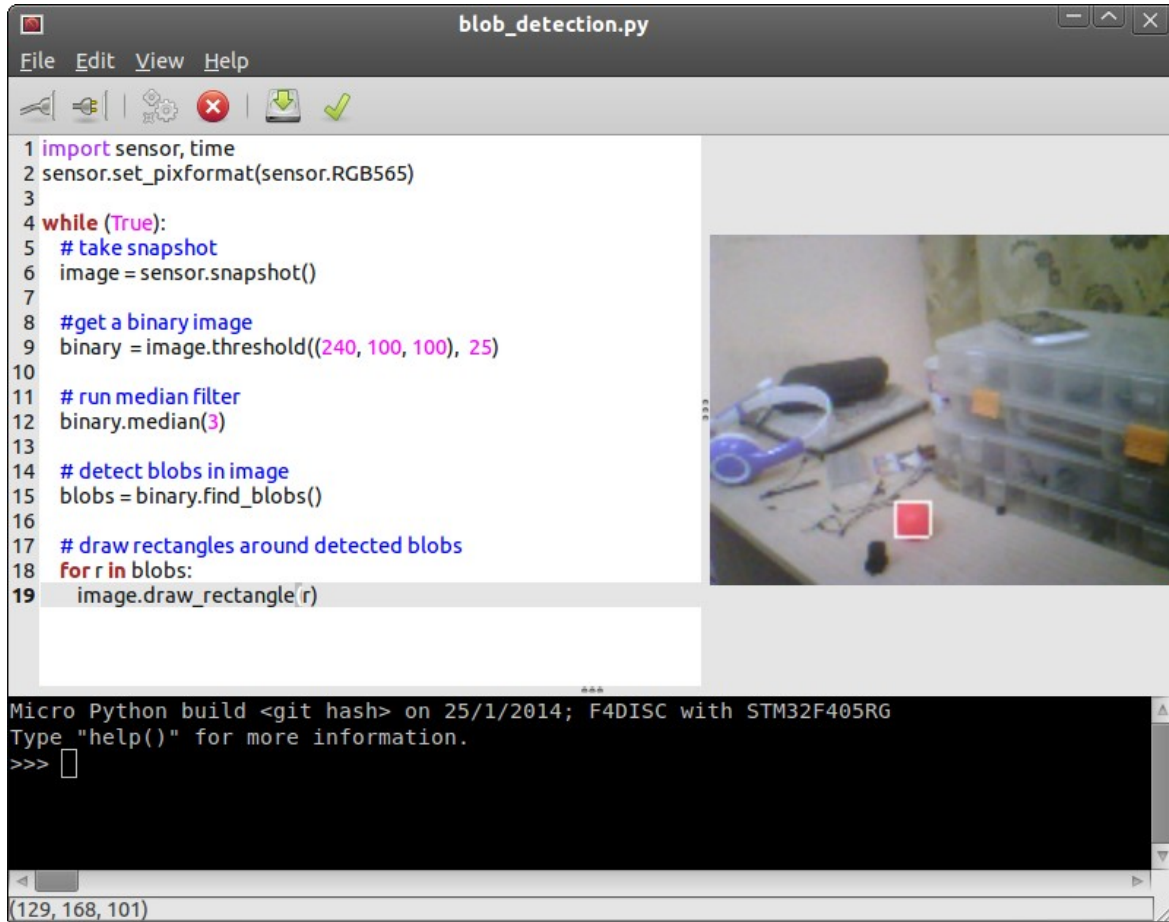 blob_detection.py
File Edit View Help
1 import sensor, time
2 sensor.set_pixformat(sensor.RGB565)
3
4 while (True):
5 # take snapshot
6 image = sensor.snapshot()
7
8 #get a binary image
9 binary = image.threshold((240, 100, 100), 25)
10
11 # run median filter
12 binary.median(3)
13
14 # detect blobs in image
15 blobs = binary.find_blobs()
16
17 # draw rectangles around detected blobs
18 for r in blobs:
19 image.draw_rectangle(r)
Micro Python build <git hash> on 25/1/2014; F4DISC with STM32F405RG
Type "help()" for more information.
>>>
(129, 168, 101)